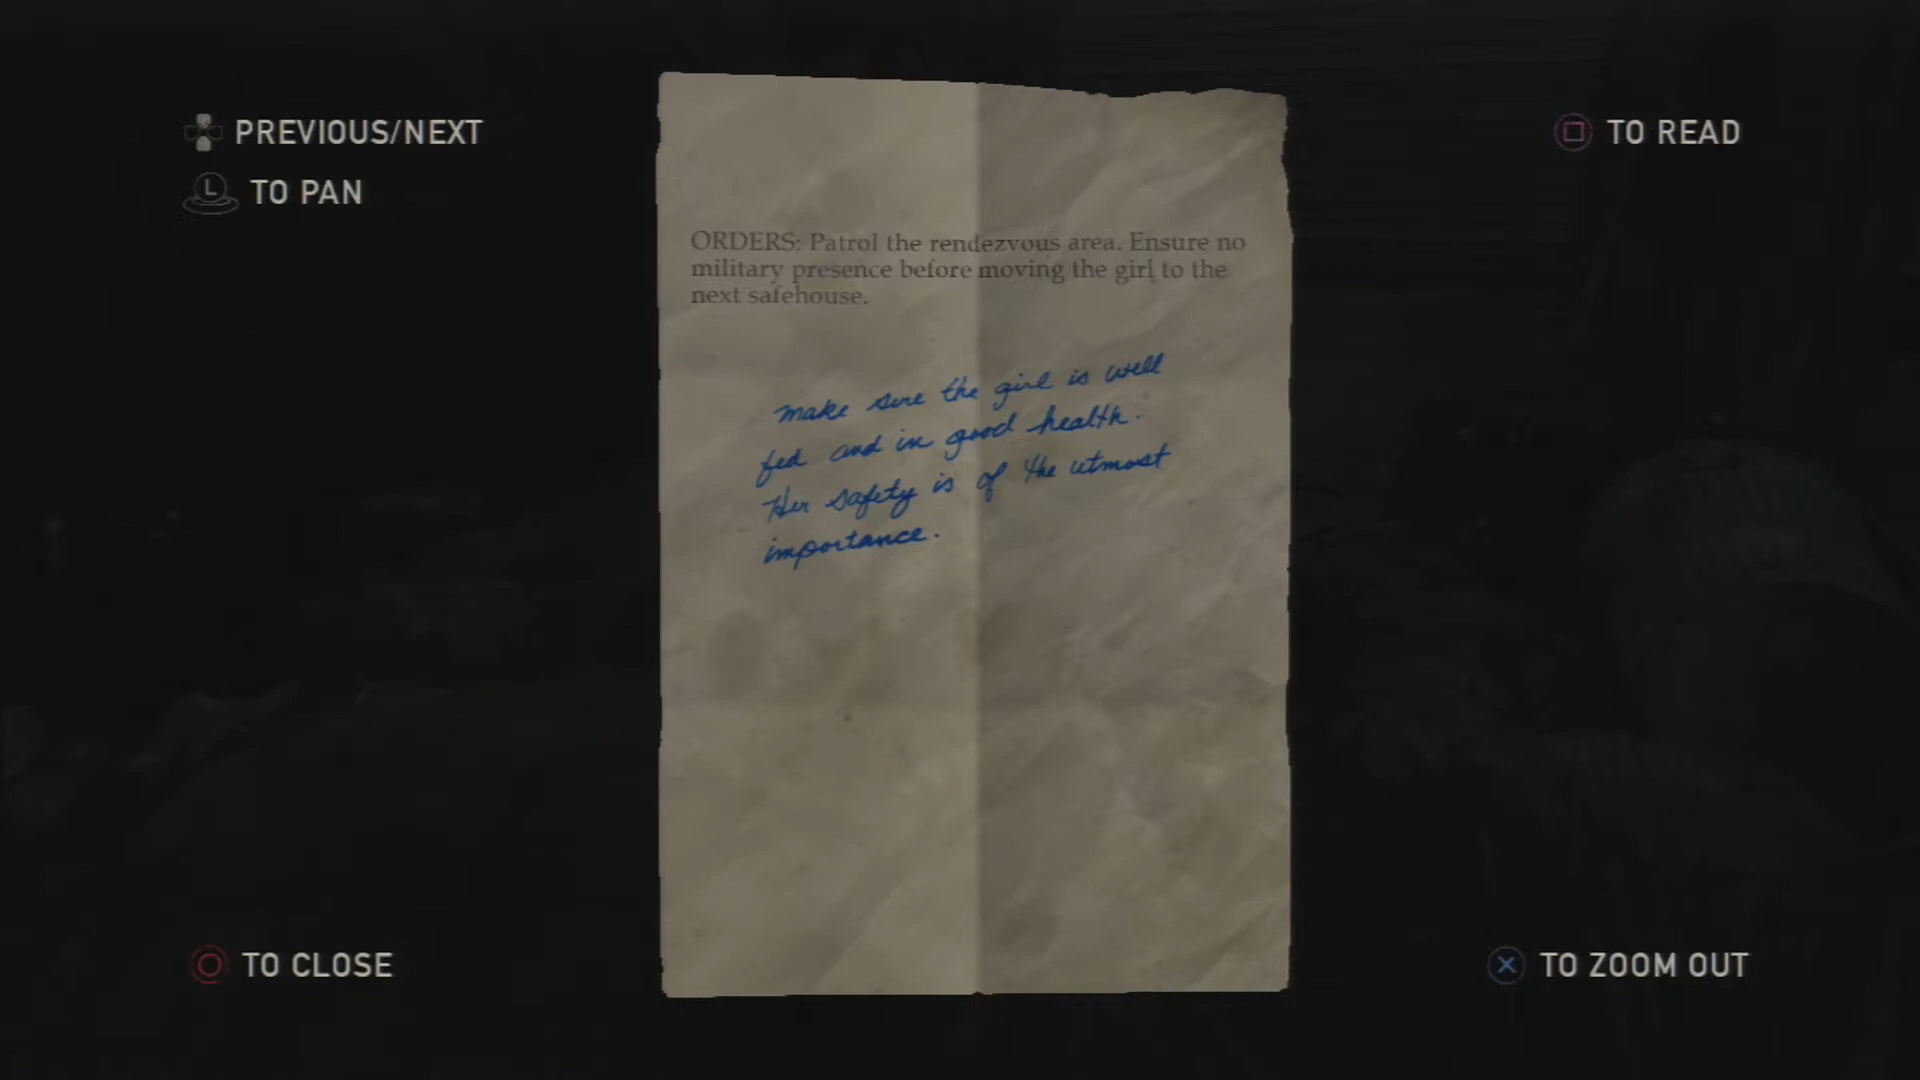 PREVIOUS/NEXT
L TO PAN
TO READ
ORDERS: Patrol the rendezvous area. Ensure no
military presence before moving the girl to the
next safehouse.
make sure the girl is well
fed and in good health.
Her safety is of the utmost
importance.
TO CLOSE
TO ZOOM OUT